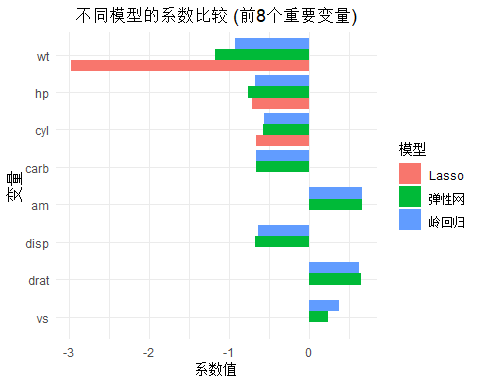 不同模型的系数比较 (前8个重要变量)
变量
wt
hp
cyl
carb
am
disp
drat
vs
-3
-2
-1
0
系数值
模型
Lasso
弹性网
岭回归